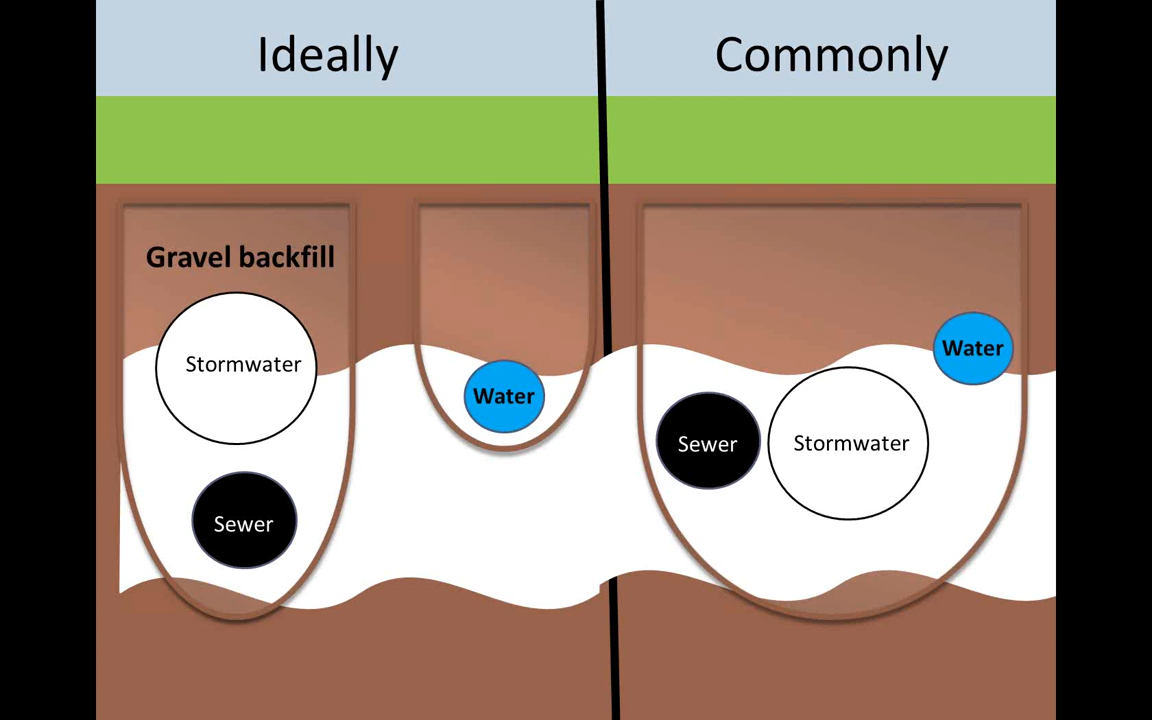 Ideally
Commonly
Gravel backfill
Stormwater
Water
Sewer
Water
Sewer
Stormwater